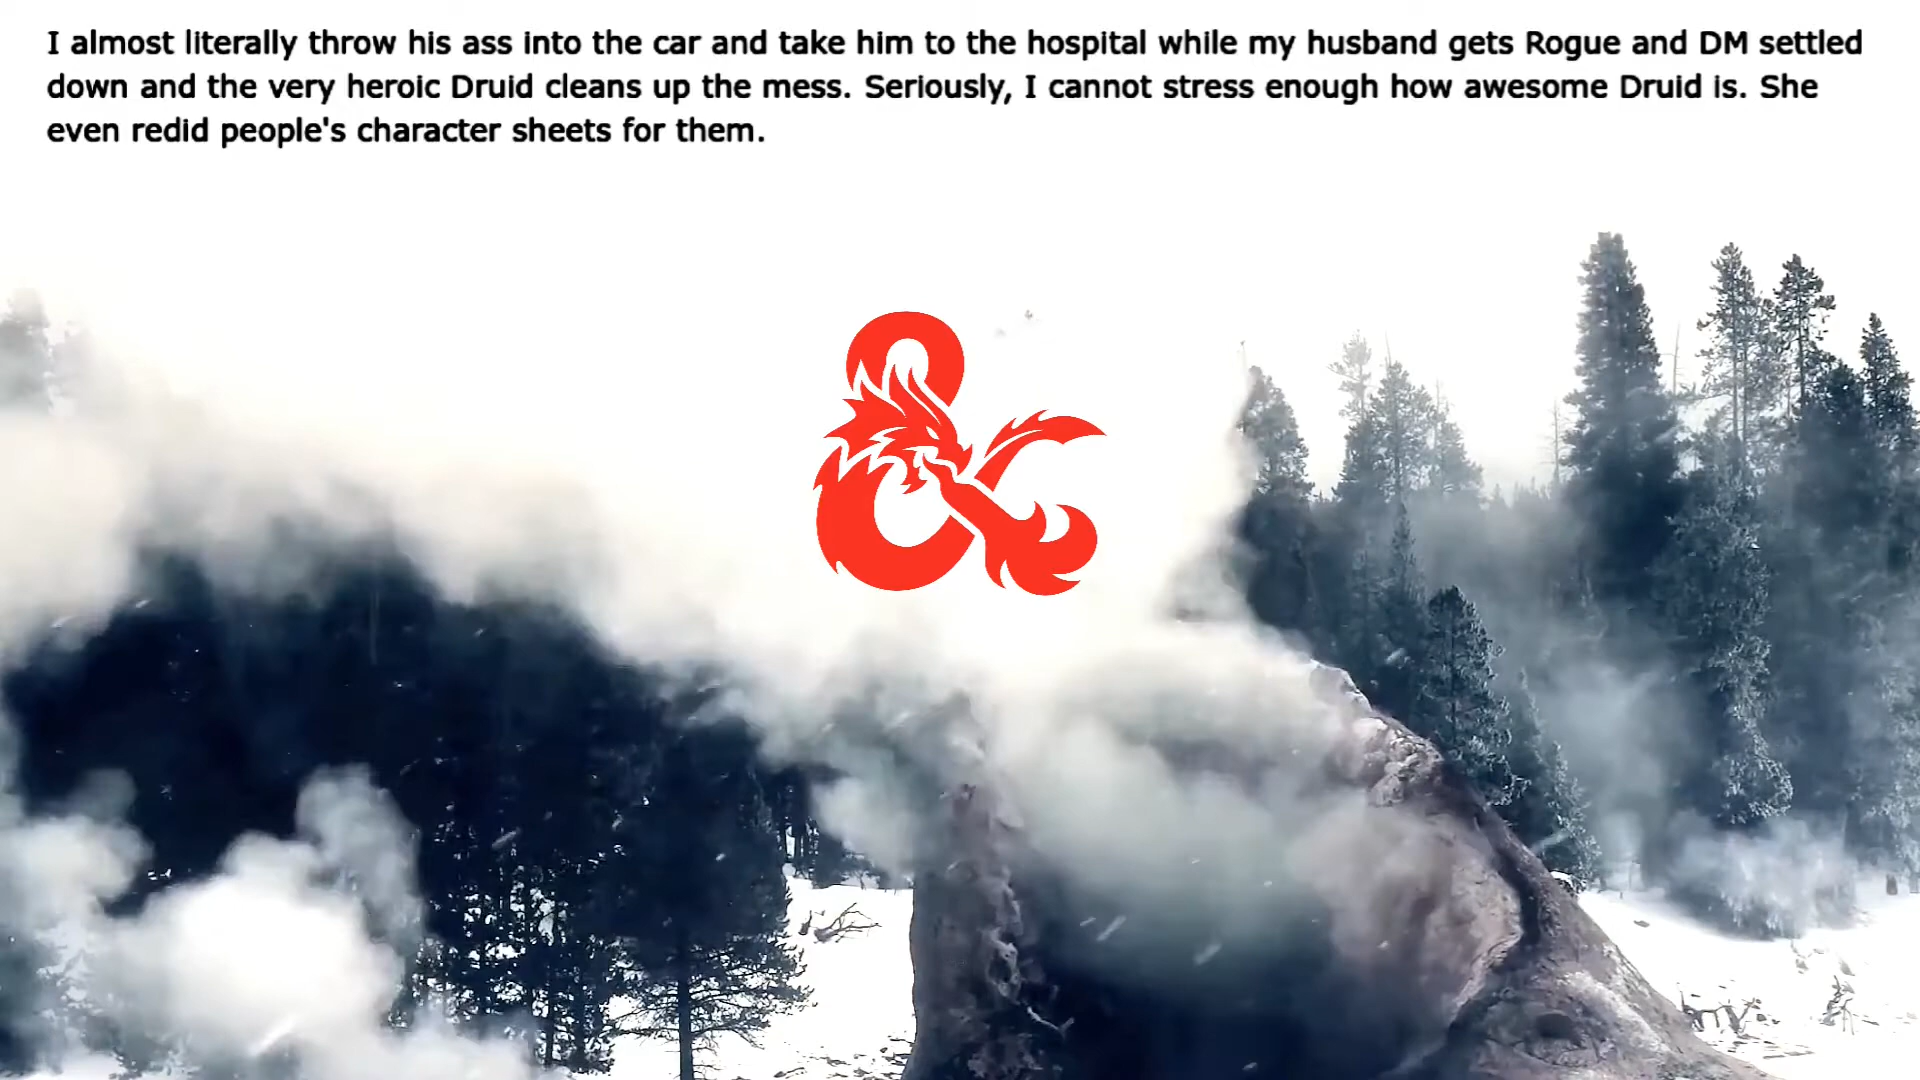 I almost literally throw his ass into the car and take him to the hospital while my husband gets Rogue and DM settled
down and the very heroic Druid cleans up the mess. Seriously, I cannot stress enough how awesome Druid is. She
even redid people's character sheets for them.